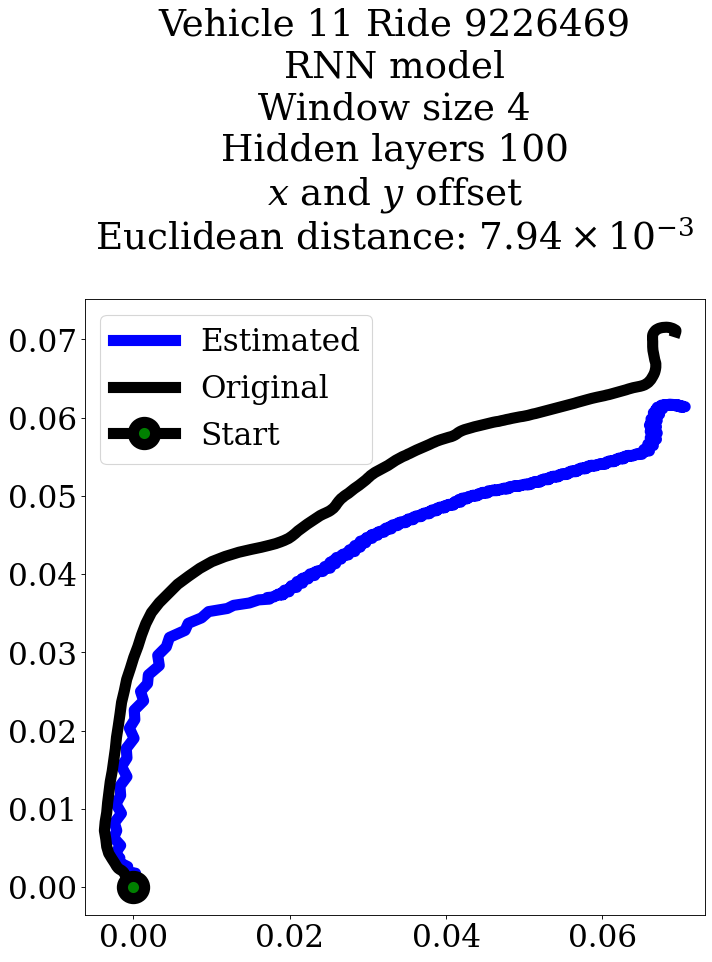 Vehicle 11 Ride 9226469
RNN model
Window size 4
Hidden layers 100
x and y offset
Euclidean distance: 7.94 × 10⁻³
Estimated
Original
Start
0.07
0.06
0.05
0.04
0.03
0.02
0.01
0.00
0.00 0.02 0.04 0.06